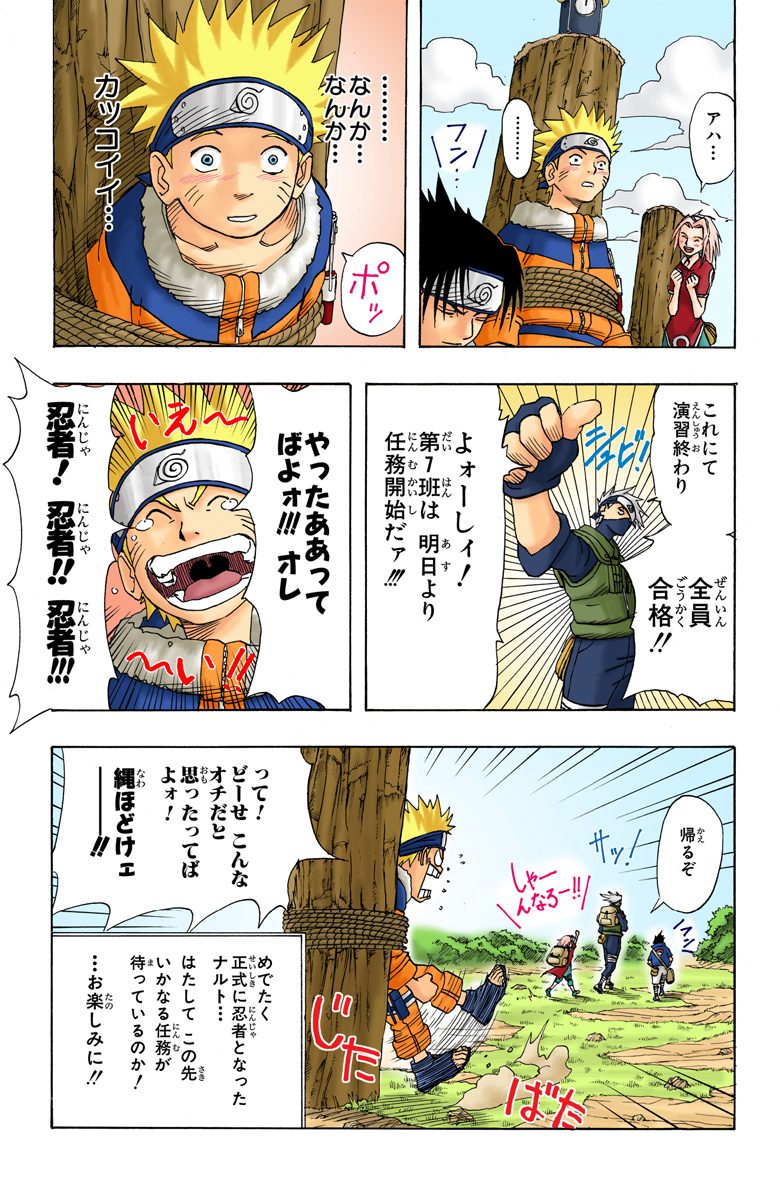 アハ…
………
フン…
………
なんか…
なんか…
カッコイイ…
ポッ
これにて
演習終わり
全員
合格!!
シュビ!
よォーしィ!
第7班は 明日より
任務開始だァ!!!
やったああって
ばよォ!!! オレ
いえ〜
〜い!!
忍者!
忍者!!
忍者!!!
帰るぞ
サッ!
フン
しゃー
んなろー!!
って!
どーせ こんな
オチだと
思ったってば
よォ!
縄ほどけェ
――!!
じた
ばた
めでたく
正式に忍者となった
ナルト…
はたして この先
いかなる任務が
待っているのか!
…お楽しみに!!